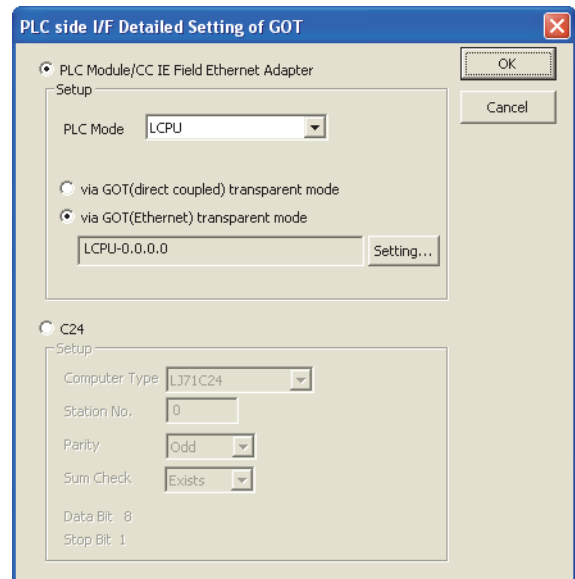 PLC side I/F Detailed Setting of GOT
PLC Module/CC IE Field Ethernet Adapter
OK
Setup
Cancel
PLC Mode LCPU
via GOT(direct coupled) transparent mode
via GOT(Ethernet) transparent mode
LCPU-0.0.0.0 Setting...
C24
Setup
Computer Type LJ71C24
Station No. 0
Parity Odd
Sum Check Exists
Data Bit 8
Stop Bit 1